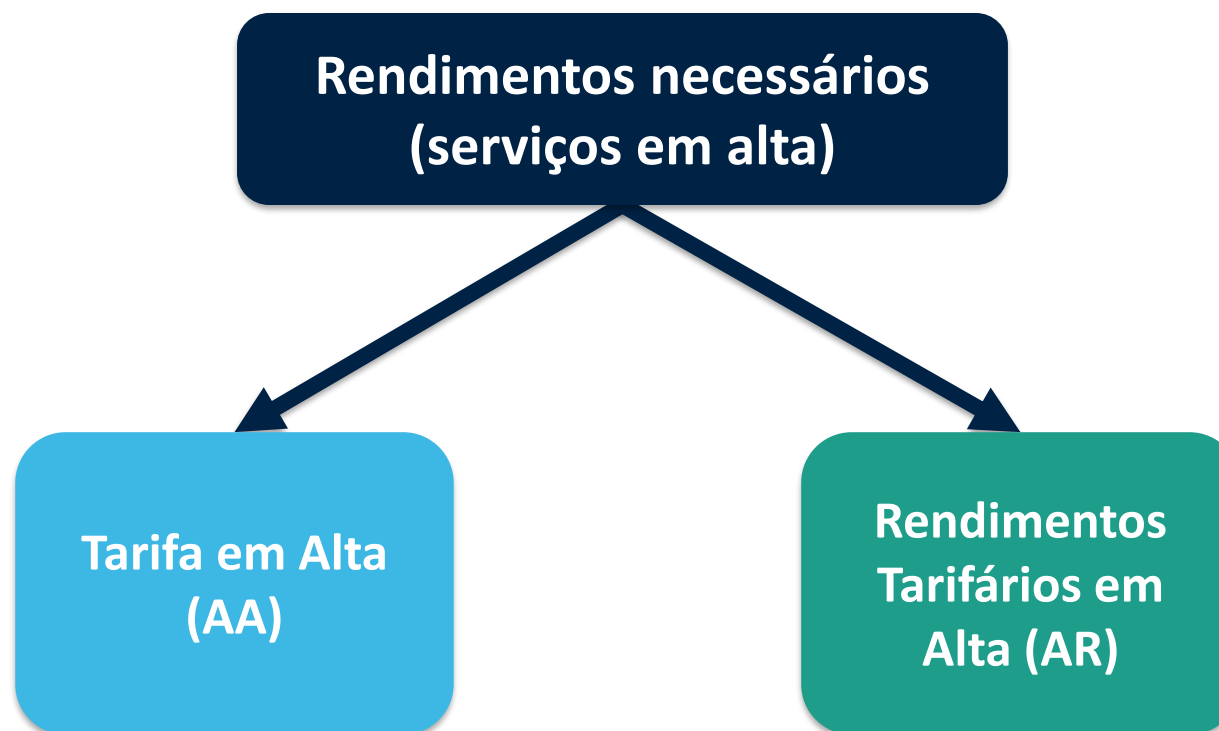 Rendimentos necessários
(serviços em alta)
Tarifa em Alta
(AA)
Rendimentos
Tarifários em
Alta (AR)